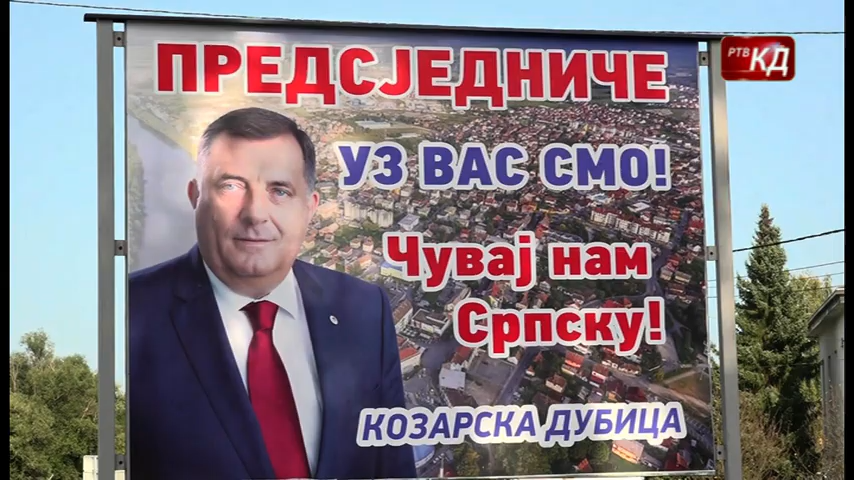 РТВ КД
ПРЕДСЈЕДНИЧЕ
УЗ ВАС СМО!
Чувај нам
Српску!
КОЗАРСКА ДУБИЦА